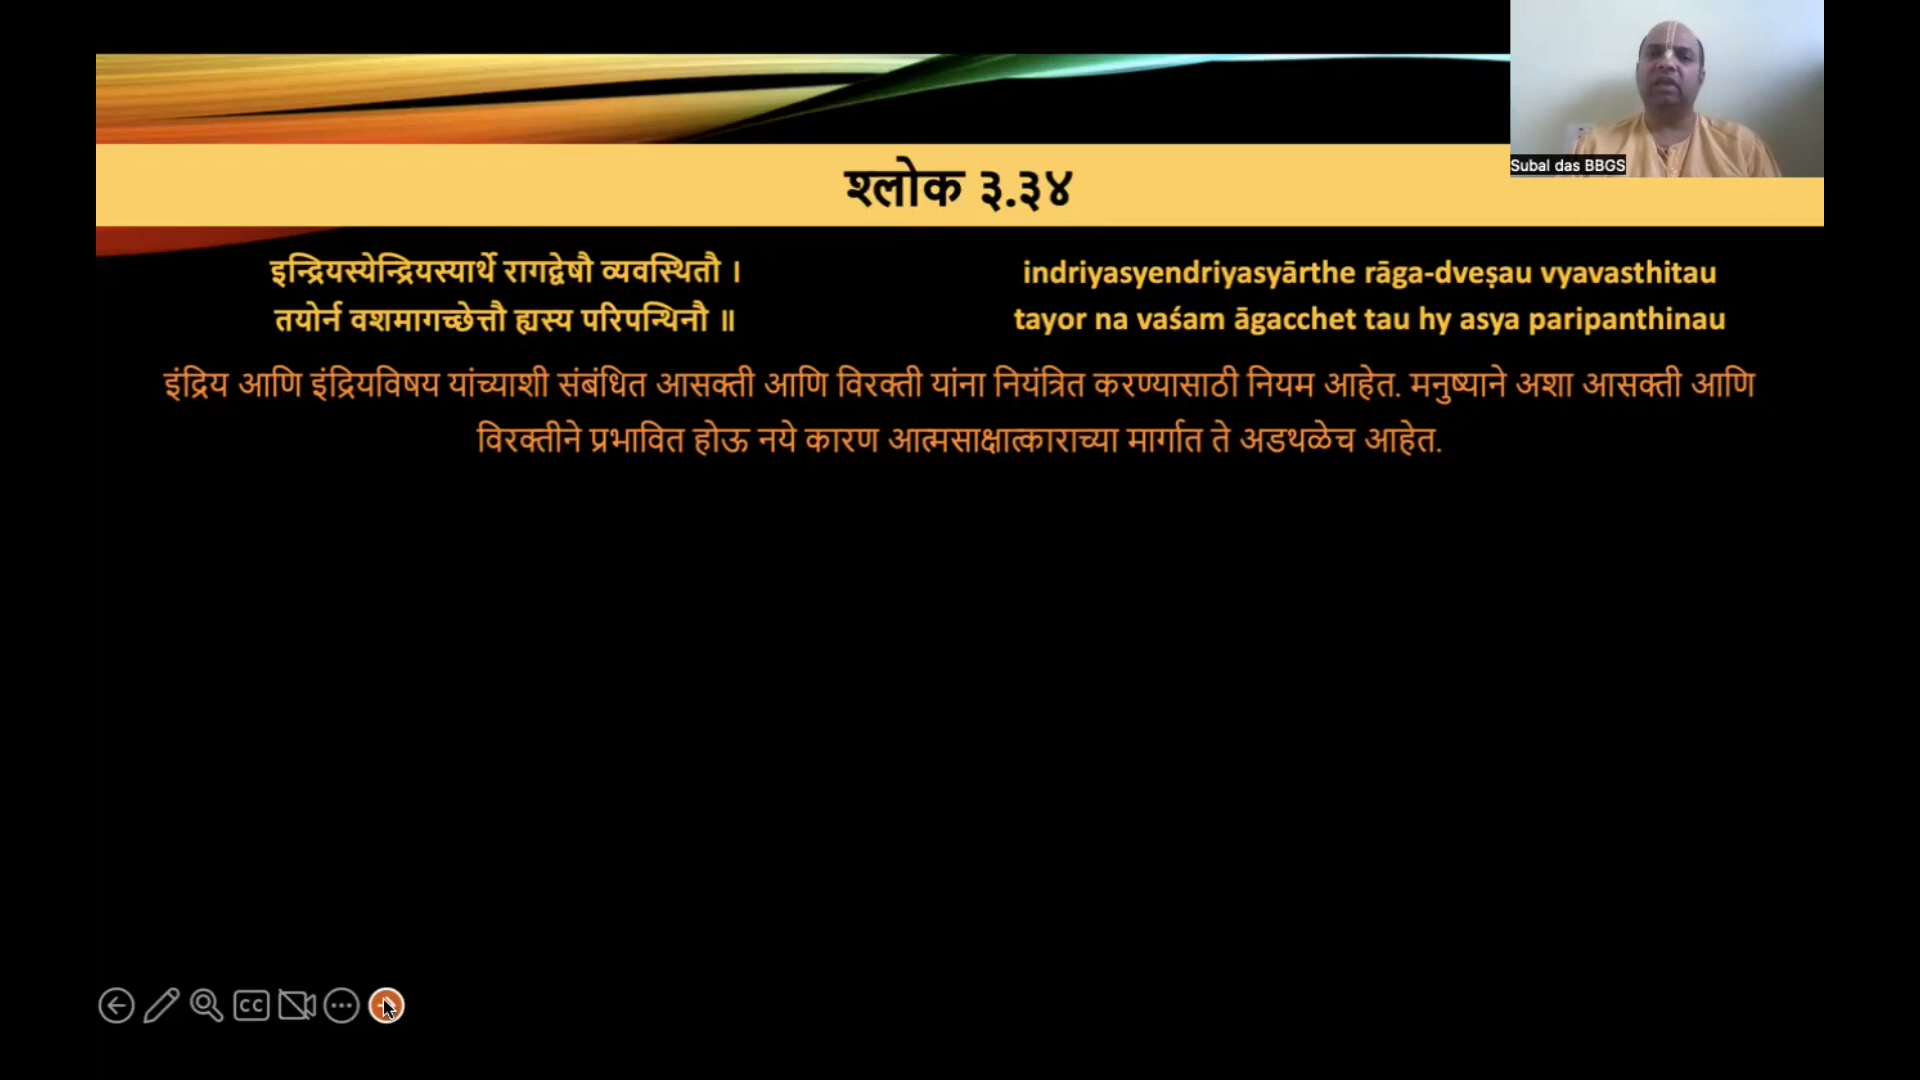 Subal das BBGS
श्लोक ३.३४
इन्द्रियस्येन्द्रियस्यार्थे रागद्वेषौ व्यवस्थितौ ।
तयोर्न वशमागच्छेत्तौ ह्यस्य परिपन्थिनौ ॥
indriyasyendriyasyārthe rāga-dveṣau vyavasthitau
tayor na vaśam āgacchet tau hy asya paripanthinau
इंद्रिय आणि इंद्रियविषय यांच्याशी संबंधित आसक्ती आणि विरक्ती यांना नियंत्रित करण्यासाठी नियम आहेत. मनुष्याने अशा आसक्ती आणि
विरक्तीने प्रभावित होऊ नये कारण आत्मसाक्षात्काराच्या मार्गात ते अडथळेच आहेत.
CC